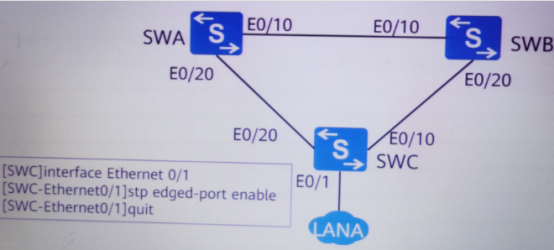 E0/10
E0/10
SWA
S
S
SWB
E0/20
E0/20
E0/20
E0/10
S
SWC
[SWC]interface Ethernet 0/1
[SWC-Ethernet0/1]stp edged-port enable
[SWC-Ethernet0/1]quit
E0/1
LANA